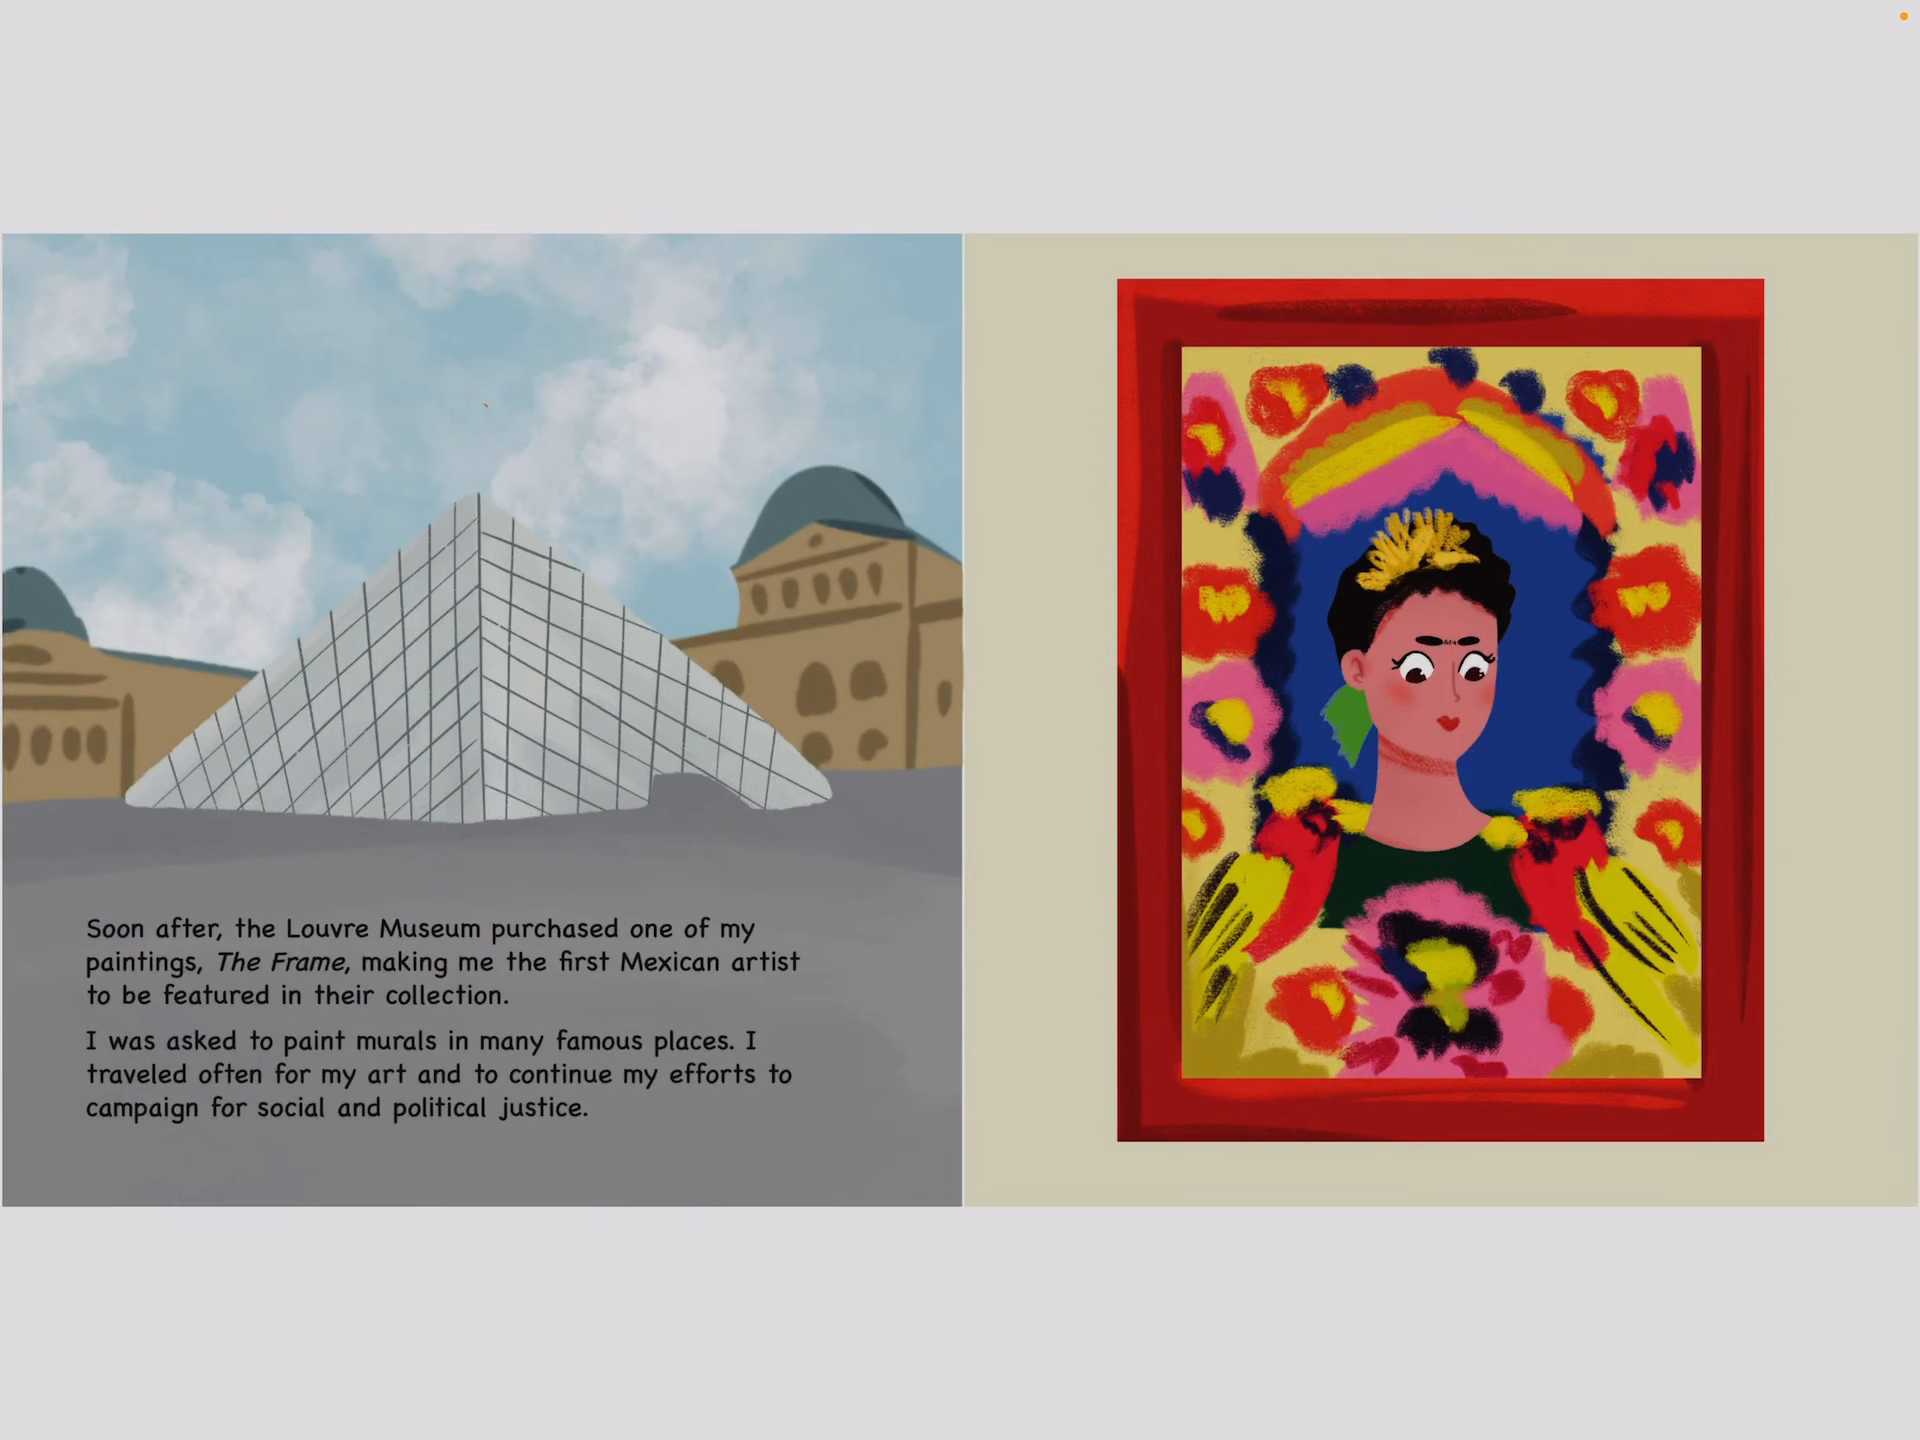 Soon after, the Louvre Museum purchased one of my
paintings, The Frame, making me the first Mexican artist
to be featured in their collection.
I was asked to paint murals in many famous places. I
traveled often for my art and to continue my efforts to
campaign for social and political justice.